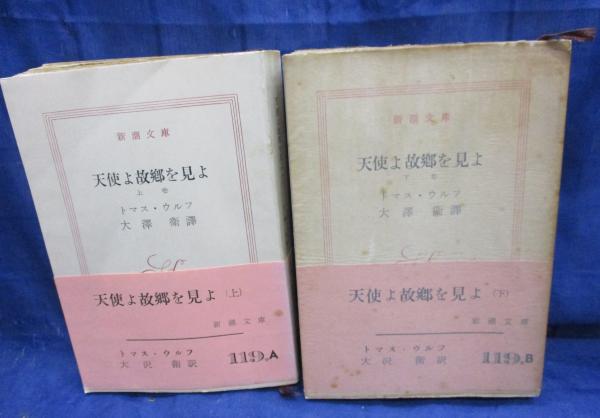 新潮文庫
天使よ故郷を見よ
上巻
トマス・ウルフ
大澤衛譯
天使よ故郷を見よ（上）
新潮文庫
トマス・ウルフ
大沢衛訳
119.A
新潮文庫
天使よ故郷を見よ
下巻
トマス・ウルフ
大澤衛譯
天使よ故郷を見よ（下）
新潮文庫
トマス・ウルフ
大沢衛訳
119.B